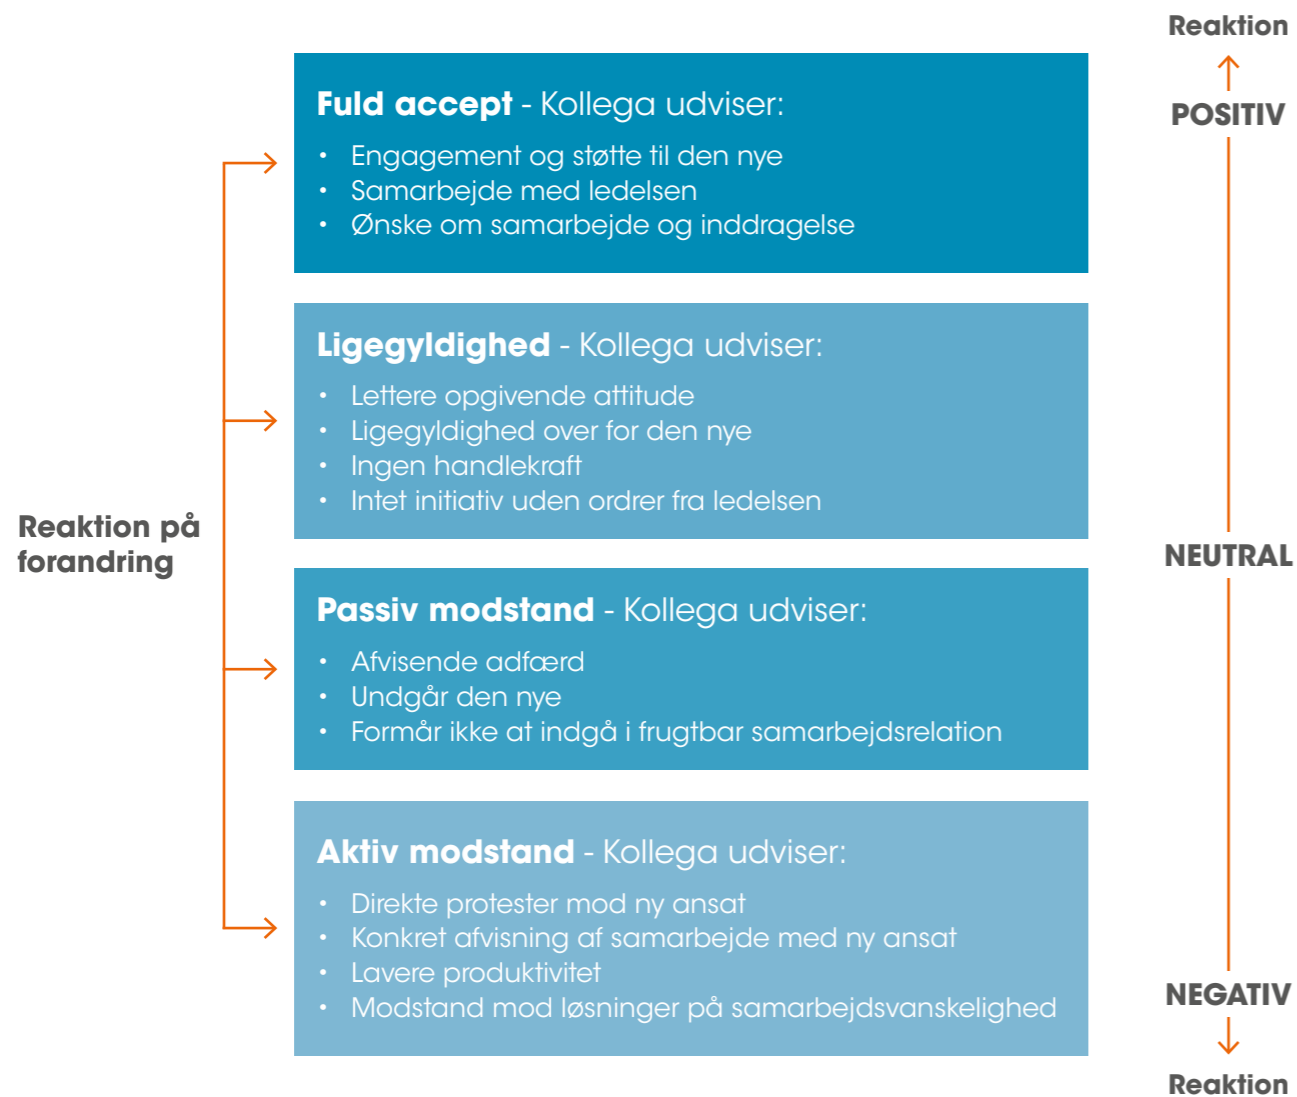 Reaktion på
forandring
Fuld accept - Kollega udviser:
• Engagement og støtte til den nye
• Samarbejde med ledelsen
• Ønske om samarbejde og inddragelse
Ligegyldighed - Kollega udviser:
• Lettere opgivende attitude
• Ligegyldighed over for den nye
• Ingen handlekraft
• Intet initiativ uden ordrer fra ledelsen
Passiv modstand - Kollega udviser:
• Afvisende adfærd
• Undgår den nye
• Formår ikke at indgå i frugtbar samarbejdsrelation
Aktiv modstand - Kollega udviser:
• Direkte protester mod ny ansat
• Konkret afvisning af samarbejde med ny ansat
• Lavere produktivitet
• Modstand mod løsninger på samarbejdsvanskelighed
Reaktion
POSITIV
NEUTRAL
NEGATIV
Reaktion